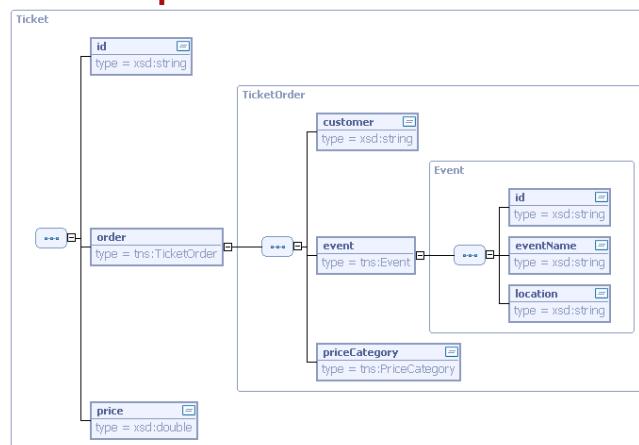 Ticket
id
type = xsd:string
TicketOrder
customer
type = xsd:string
Event
id
type = xsd:string
order
type = tns:TicketOrder
event
type = tns:Event
eventName
type = xsd:string
location
type = xsd:string
priceCategory
type = tns:PriceCategory
price
type = xsd:double